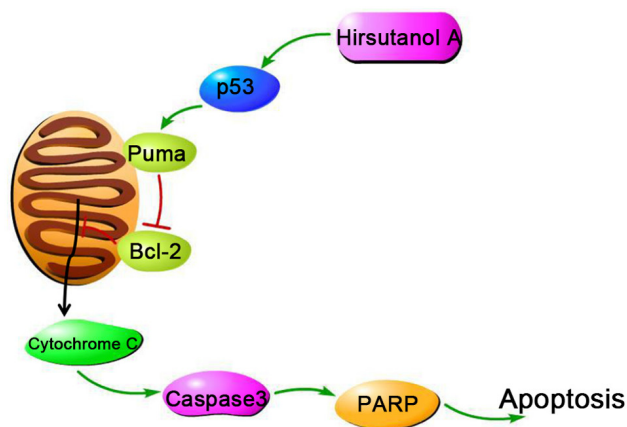 Hirsutanol A
p53
Puma
Bcl-2
Cytochrome C
Caspase3
PARP
Apoptosis